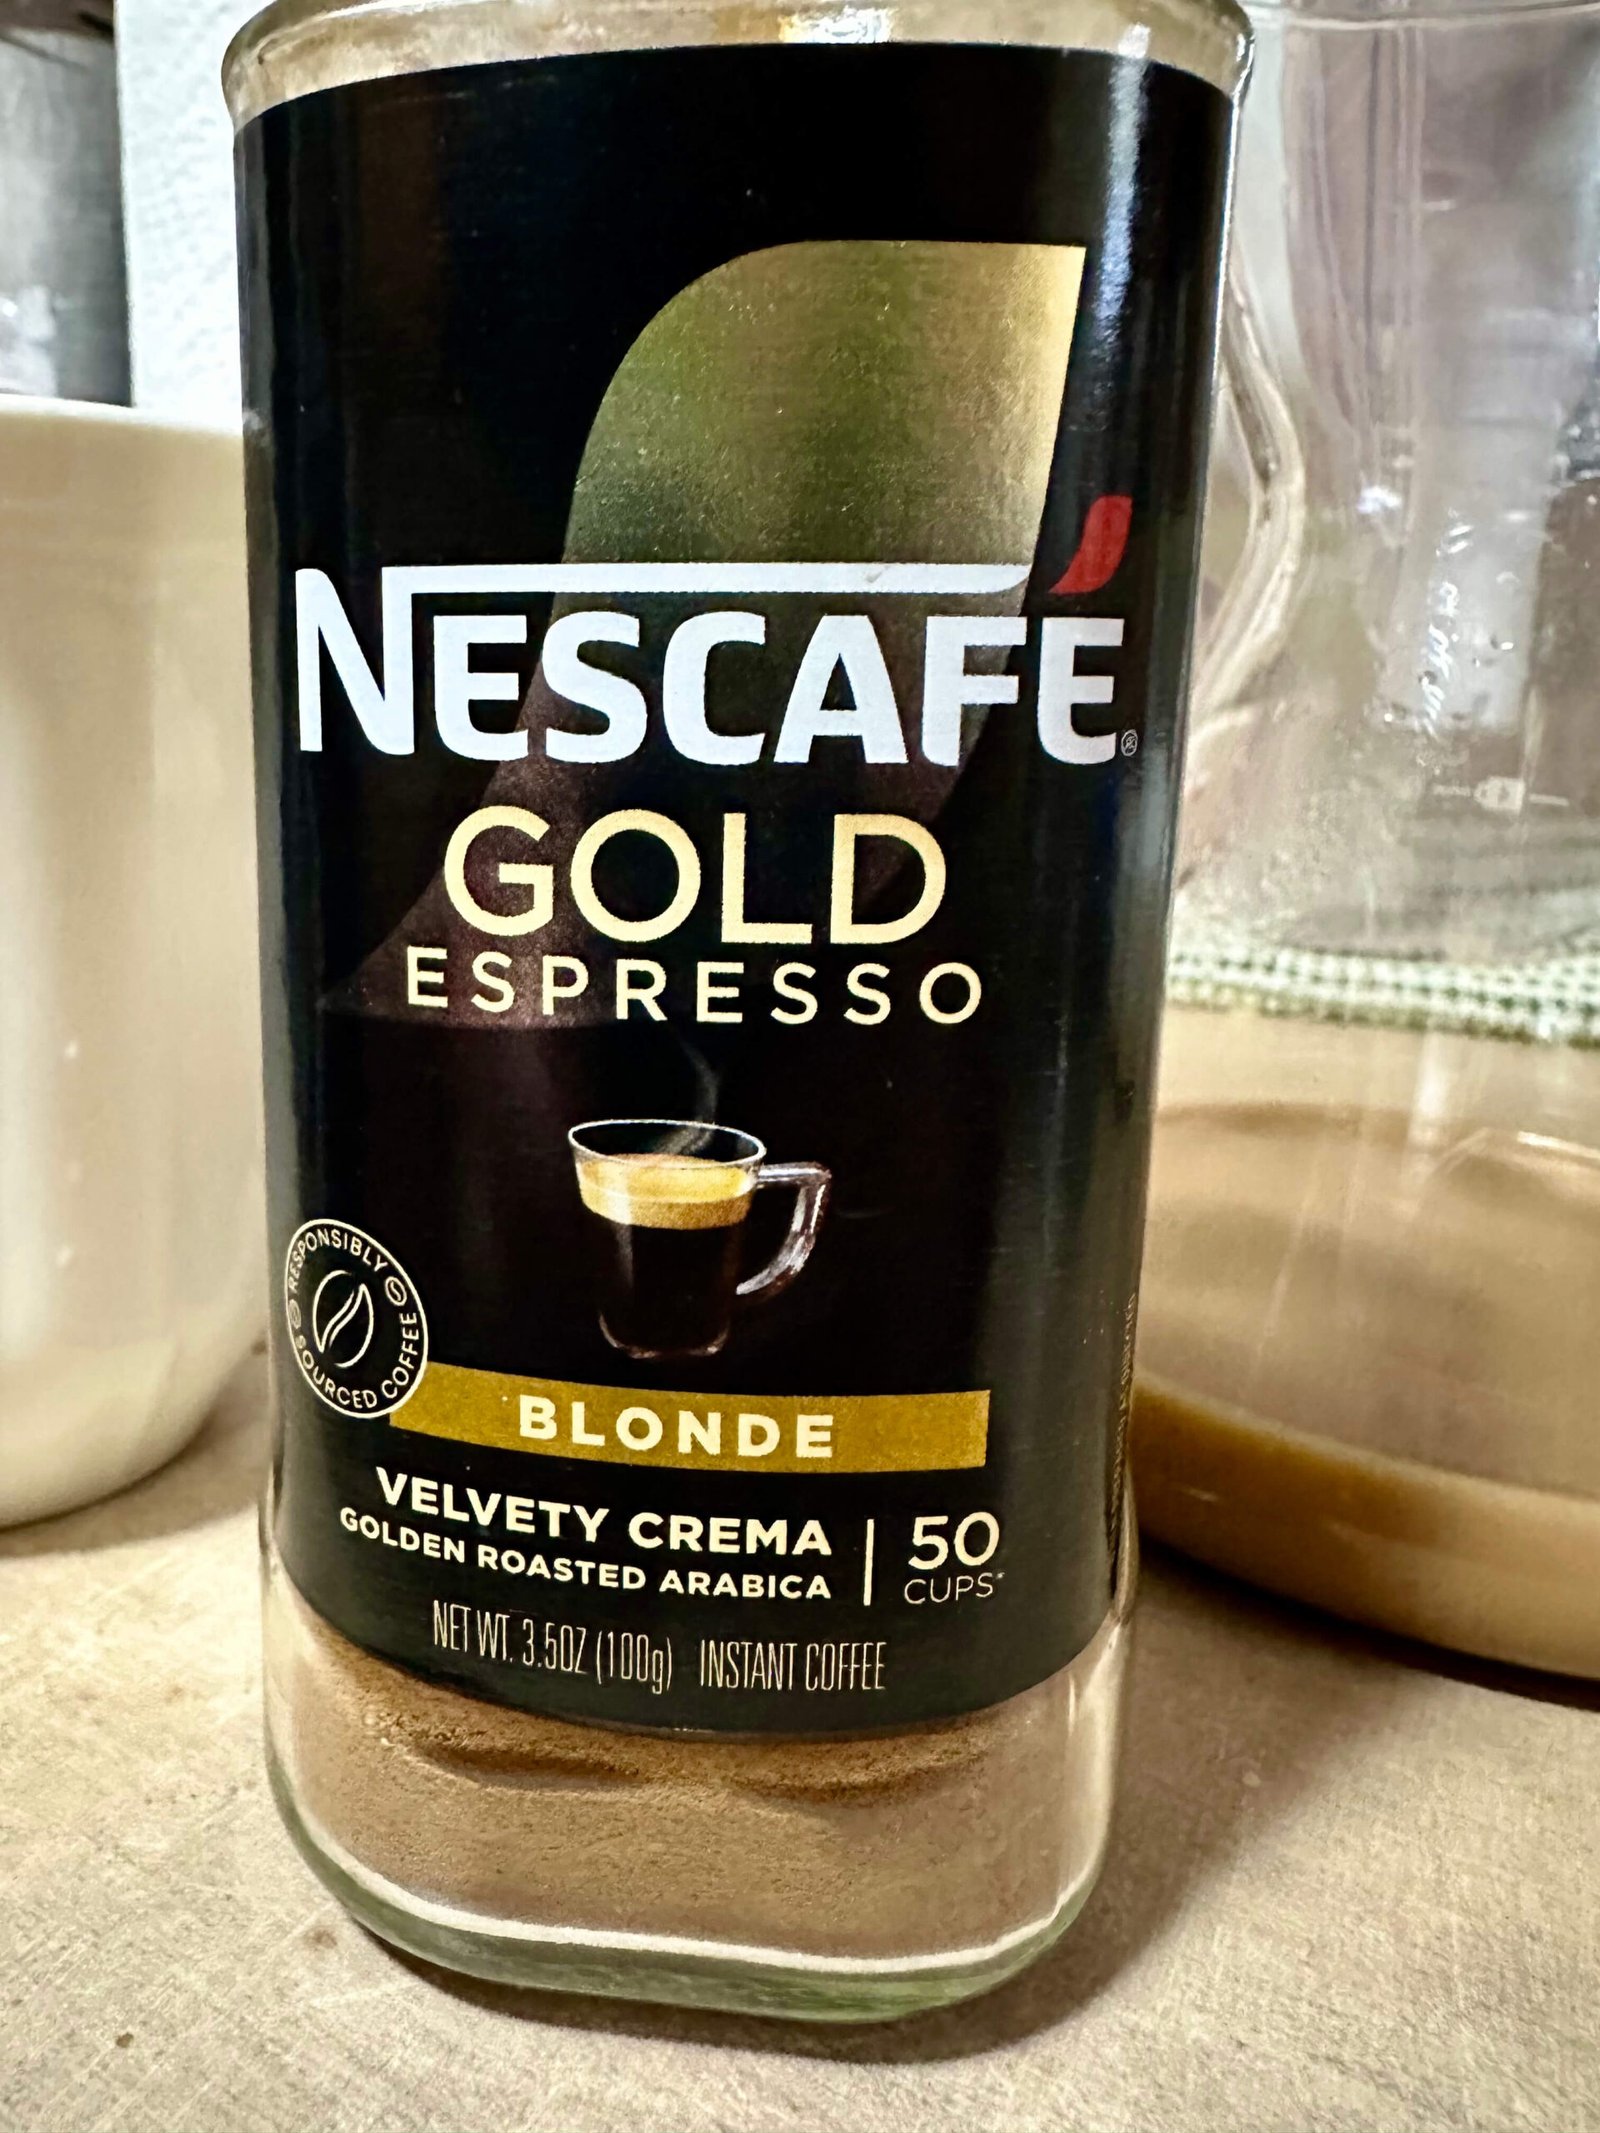 NESCAFÉ®
GOLD
ESPRESSO
RESPONSIBLY
SOURCED COFFEE
BLONDE
VELVETY CREMA
GOLDEN ROASTED ARABICA
50
CUPS*
NET WT. 3.5OZ (100g) INSTANT COFFEE